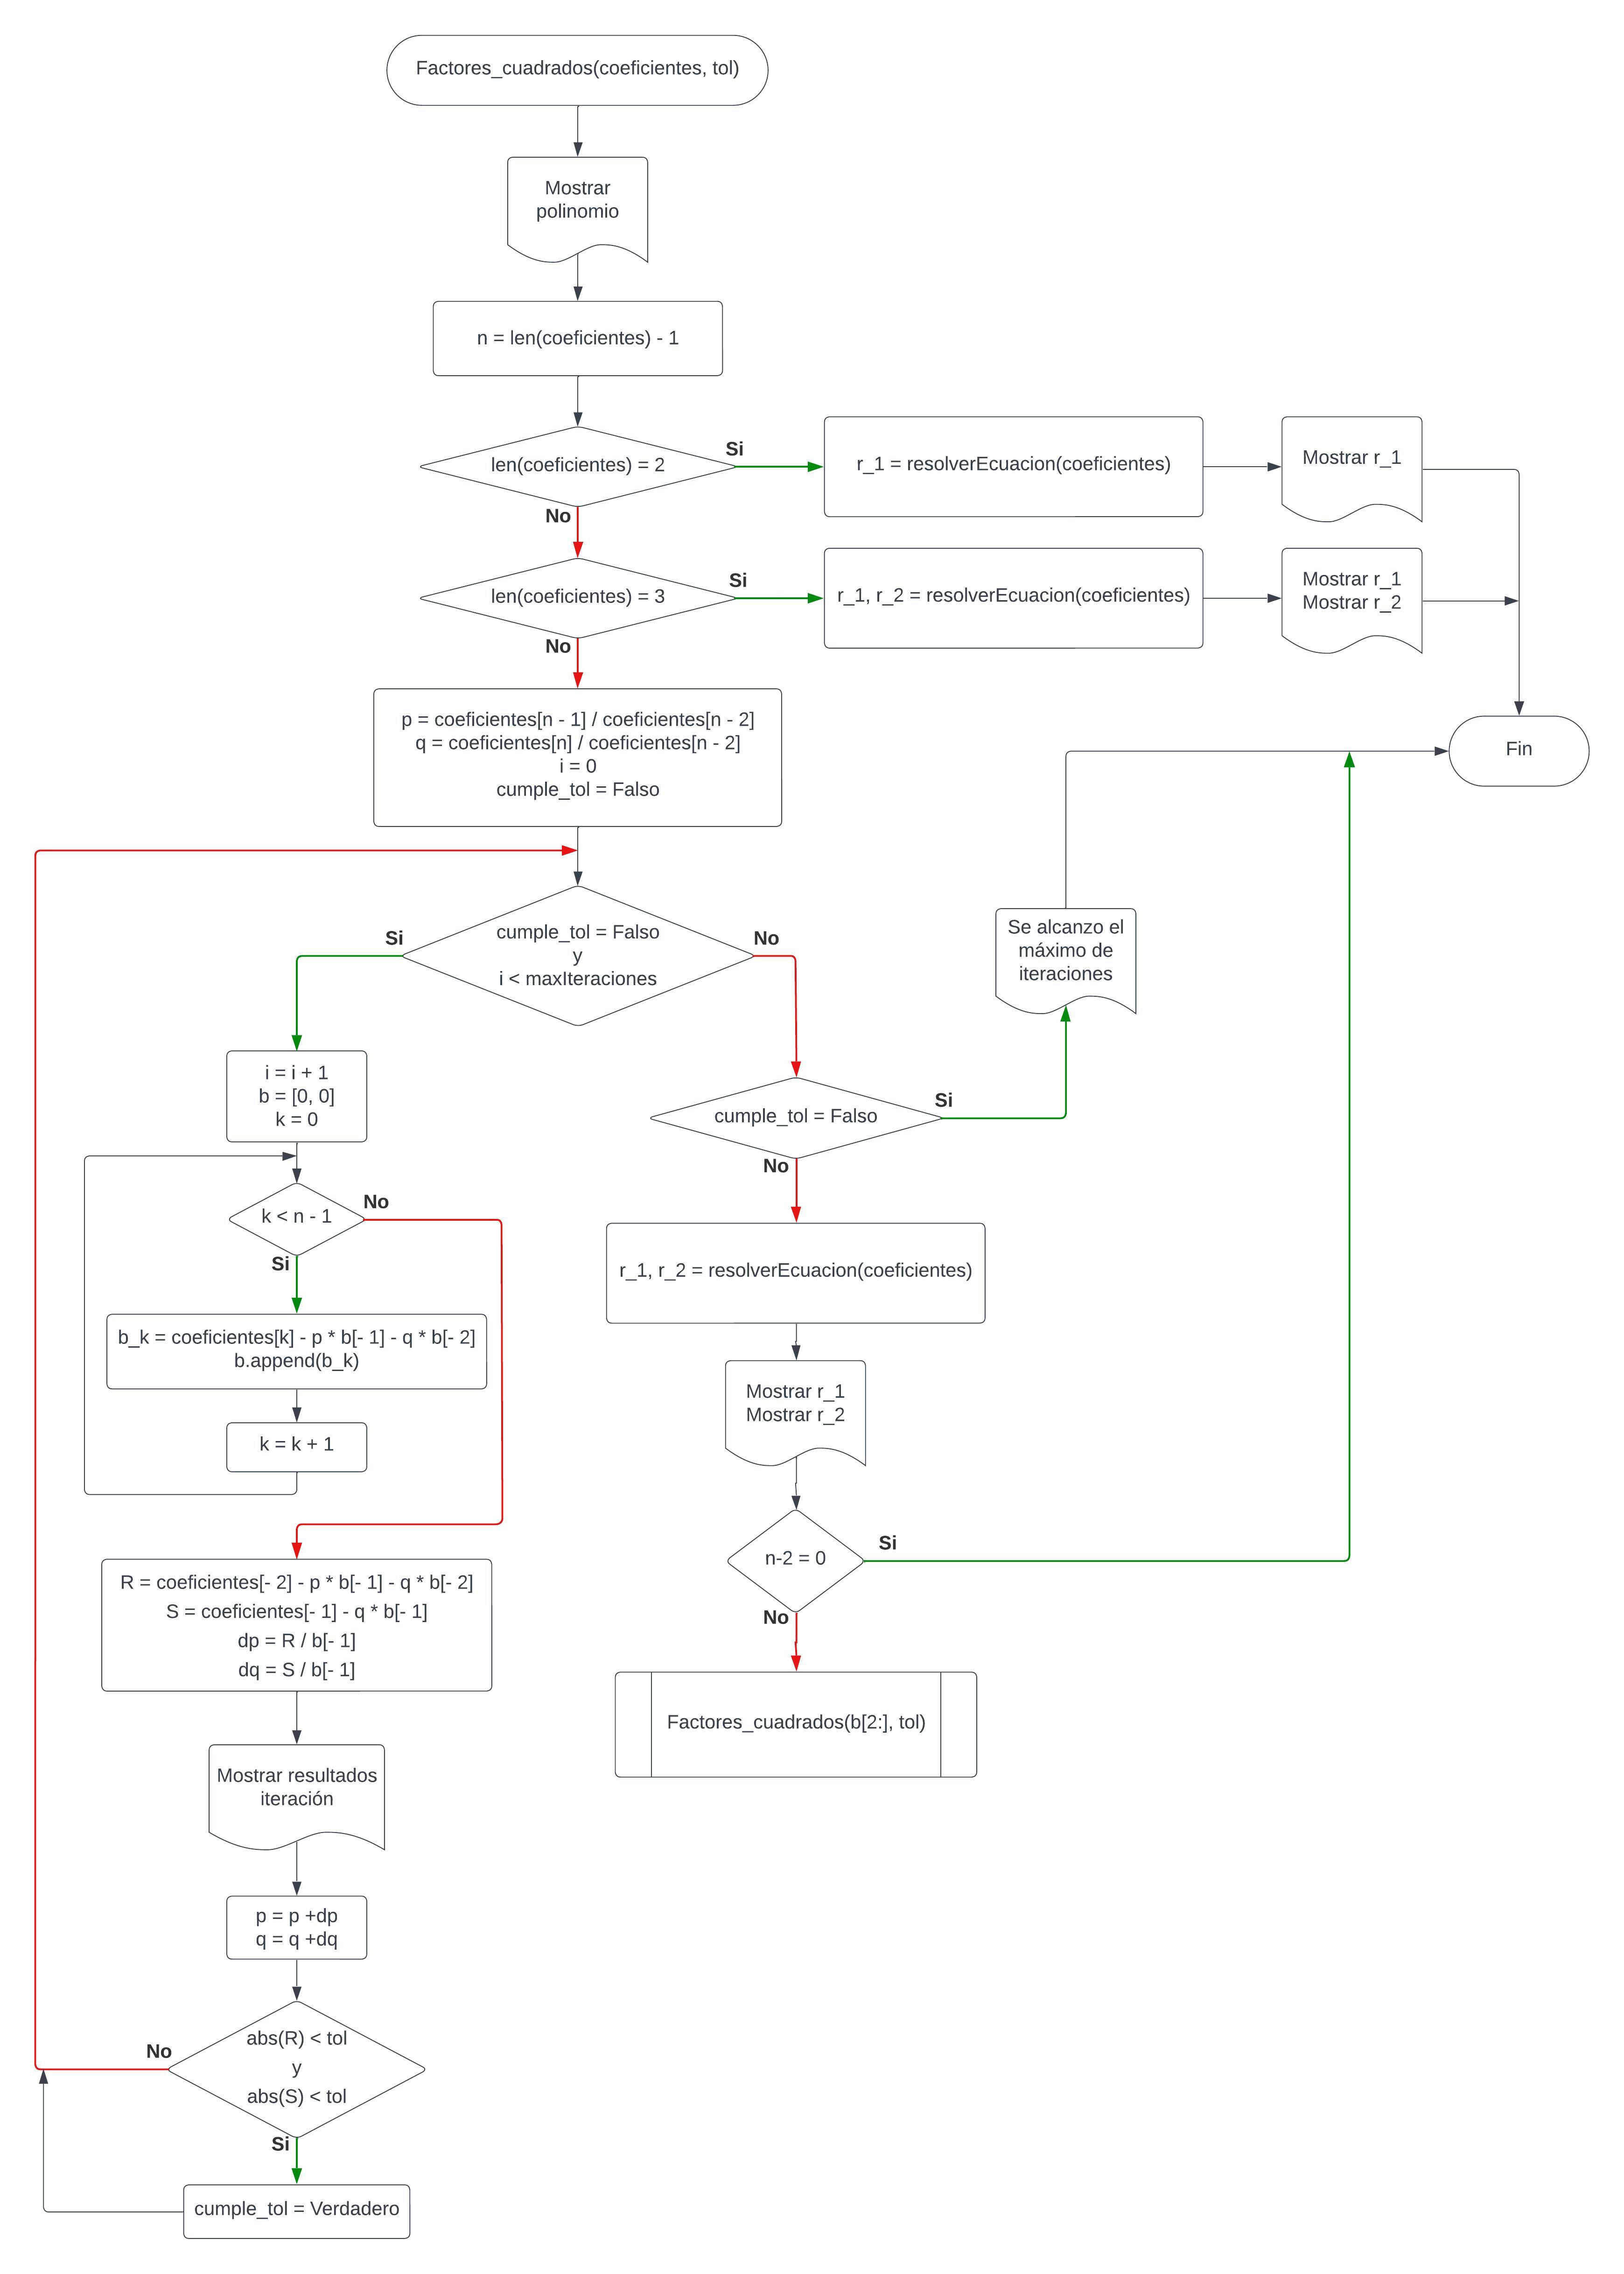 Factores_cuadrados(coeficientes, tol)
Mostrar
polinomio
n = len(coeficientes) - 1
len(coeficientes) = 2
Si
r_1 = resolverEcuacion(coeficientes)
Mostrar r_1
No
len(coeficientes) = 3
Si
r_1, r_2 = resolverEcuacion(coeficientes)
Mostrar r_1
Mostrar r_2
No
p = coeficientes[n - 1] / coeficientes[n - 2]
q = coeficientes[n] / coeficientes[n - 2]
i = 0
cumple_tol = Falso
Fin
cumple_tol = Falso
y
i < maxIteraciones
Si
No
Se alcanzo el
máximo de
iteraciones
i = i + 1
b = [0, 0]
k = 0
cumple_tol = Falso
Si
No
k < n - 1
No
Si
r_1, r_2 = resolverEcuacion(coeficientes)
b_k = coeficientes[k] - p * b[- 1] - q * b[- 2]
b.append(b_k)
Mostrar r_1
Mostrar r_2
k = k + 1
n-2 = 0
Si
No
R = coeficientes[- 2] - p * b[- 1] - q * b[- 2]
S = coeficientes[- 1] - q * b[- 1]
dp = R / b[- 1]
dq = S / b[- 1]
Factores_cuadrados(b[2:], tol)
Mostrar resultados
iteración
p = p +dp
q = q +dq
abs(R) < tol
y
abs(S) < tol
No
Si
cumple_tol = Verdadero